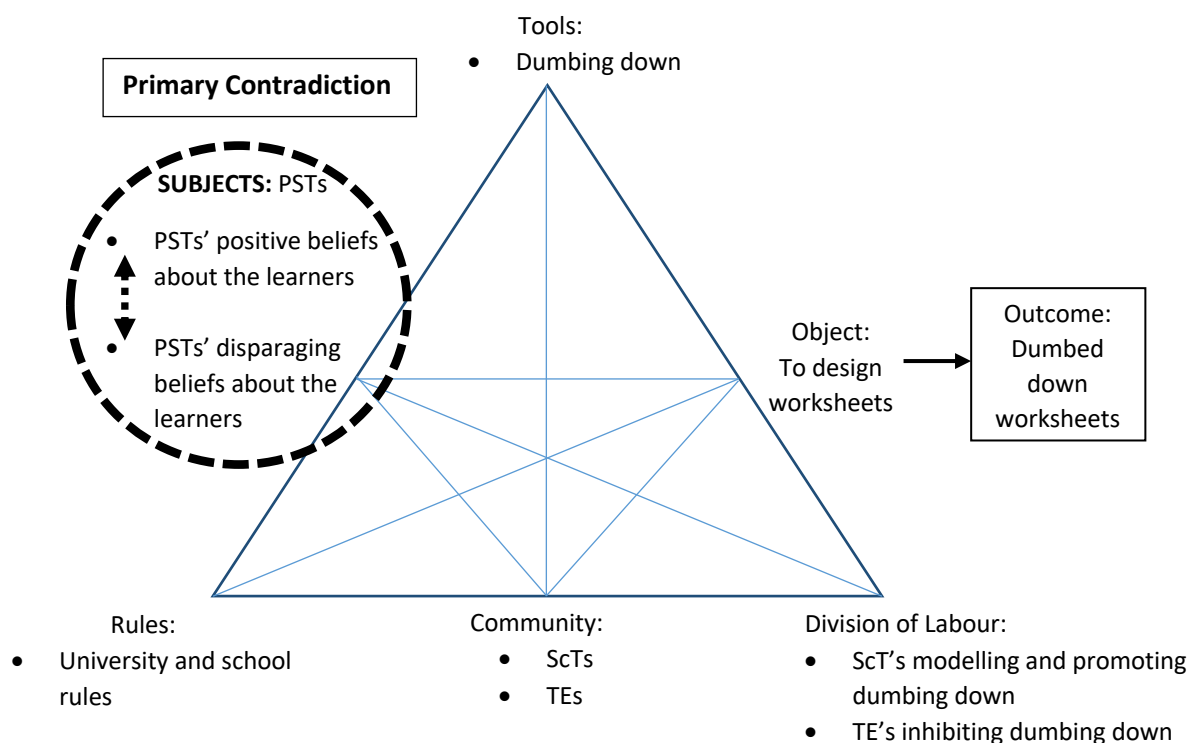 Tools:
• Dumbing down
Primary Contradiction
SUBJECTS: PSTs
• PSTs’ positive beliefs
about the learners
• PSTs’ disparaging
beliefs about the
learners
Object:
To design
worksheets
Outcome:
Dumbed
down
worksheets
Rules:
• University and school
rules
Community:
• ScTs
• TEs
Division of Labour:
• ScT’s modelling and promoting
dumbing down
• TE’s inhibiting dumbing down